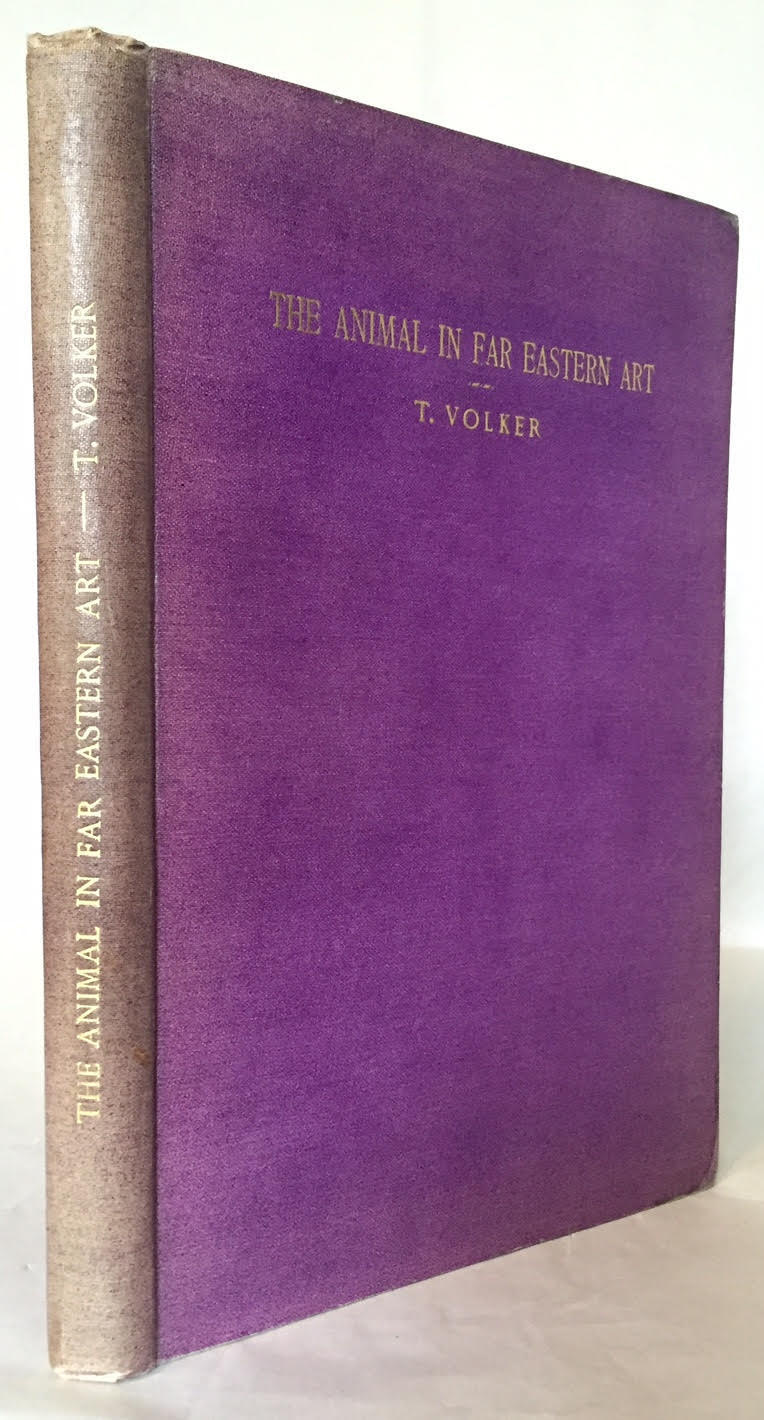 THE ANIMAL IN FAR EASTERN ART — T. VOLKER
THE ANIMAL IN FAR EASTERN ART
T. VOLKER